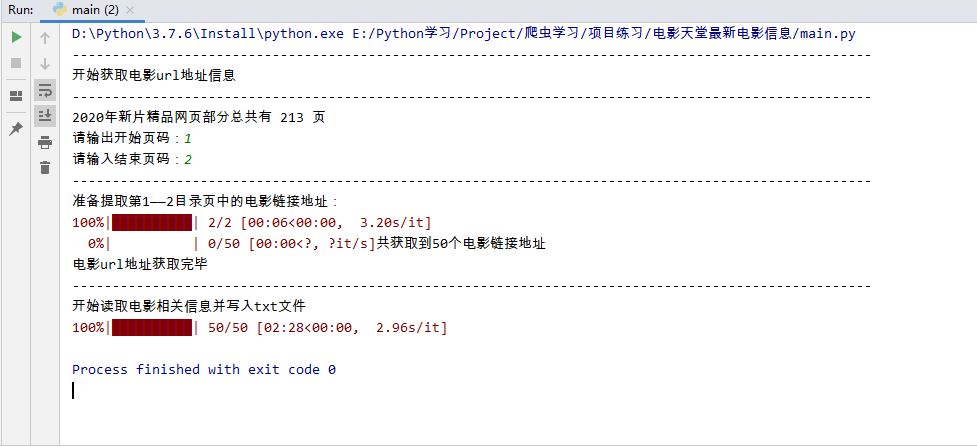 Run: main (2)
D:\Python\3.7.6\Install\python.exe E:/Python学习/Project/爬虫学习/项目练习/电影天堂最新电影信息/main.py
----------------------------------------------------------------------------------------------------
开始获取电影url地址信息
----------------------------------------------------------------------------------------------------
2020年新片精品网页部分总共有 213 页
请输出开始页码：1
请输入结束页码：2
----------------------------------------------------------------------------------------------------
准备提取第1——2目录页中的电影链接地址：
100%|██████████| 2/2 [00:06<00:00,  3.20s/it]
  0%|          | 0/50 [00:00<?, ?it/s]共获取到50个电影链接地址
电影url地址获取完毕
----------------------------------------------------------------------------------------------------
开始读取电影相关信息并写入txt文件
100%|██████████| 50/50 [02:28<00:00,  2.96s/it]
Process finished with exit code 0